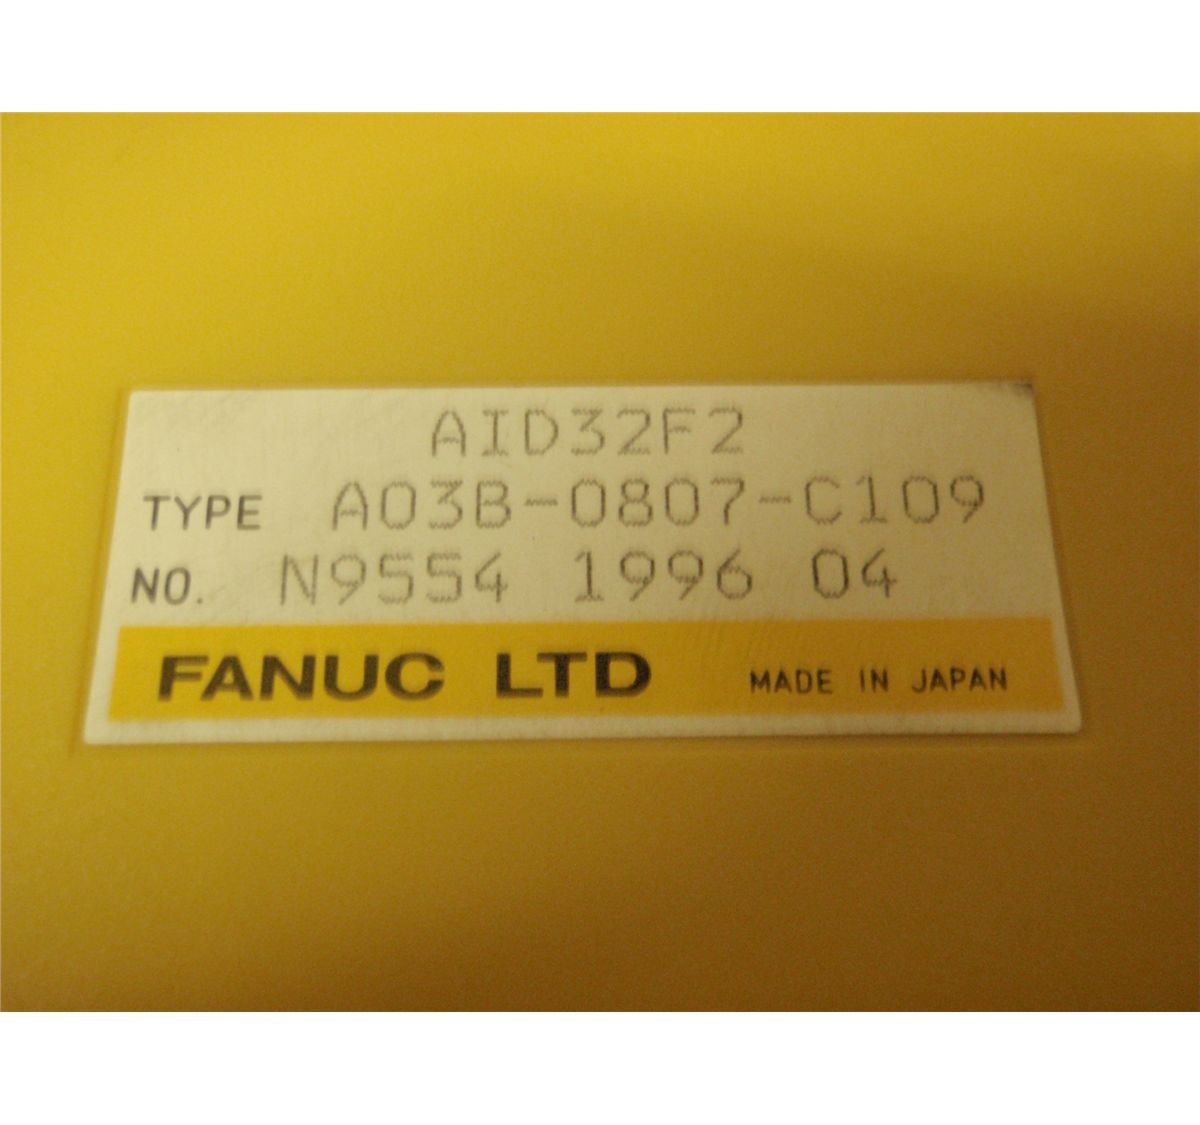 AID32F2
TYPE A03B-0807-C109
NO. N9554 1996 04
FANUC LTD MADE IN JAPAN